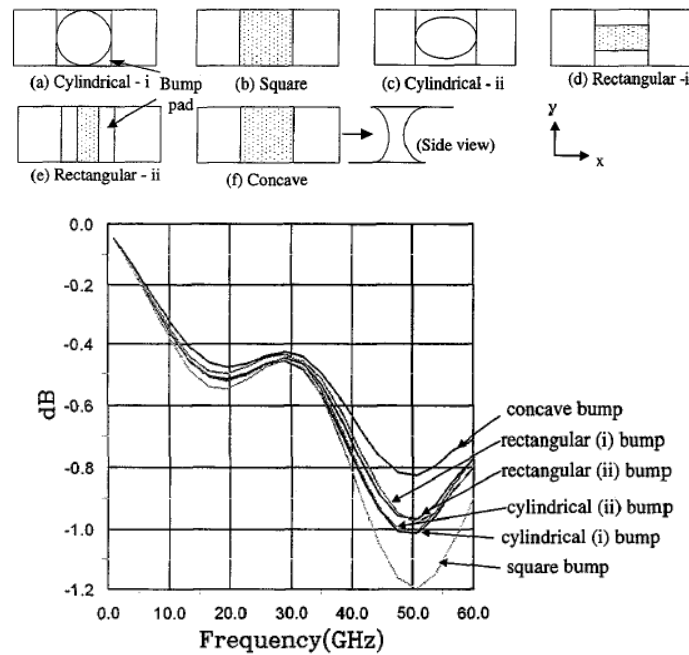 (a) Cylindrical - i
Bump
pad
(b) Square
(c) Cylindrical - ii
(d) Rectangular -i
(e) Rectangular - ii
(f) Concave
(Side view)
y
x
0.0
-0.2
-0.4
-0.6
-0.8
-1.0
-1.2
dB
concave bump
rectangular (i) bump
rectangular (ii) bump
cylindrical (ii) bump
cylindrical (i) bump
square bump
0.0 10.0 20.0 30.0 40.0 50.0 60.0
Frequency(GHz)